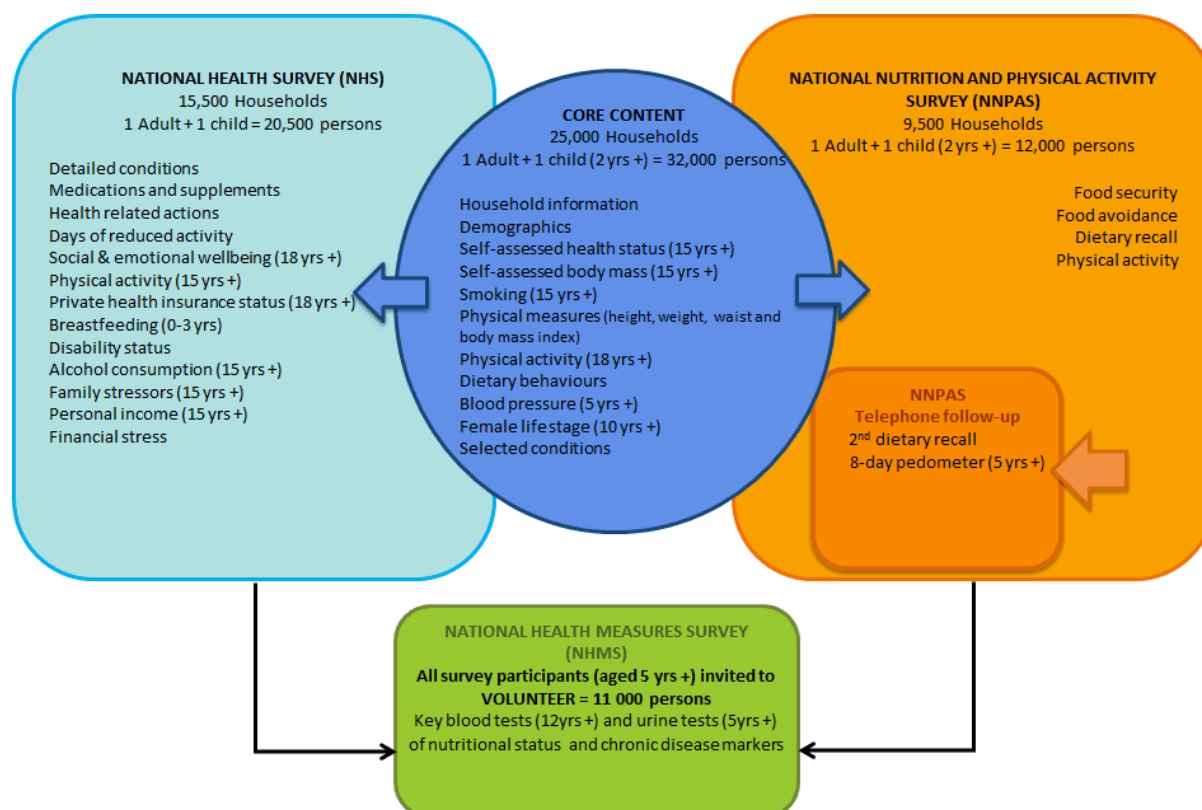 NATIONAL HEALTH SURVEY (NHS)
15,500 Households
1 Adult + 1 child = 20,500 persons
Detailed conditions
Medications and supplements
Health related actions
Days of reduced activity
Social & emotional wellbeing (18 yrs +)
Physical activity (15 yrs +)
Private health insurance status (18 yrs +)
Breastfeeding (0-3 yrs)
Disability status
Alcohol consumption (15 yrs +)
Family stressors (15 yrs +)
Personal income (15 yrs +)
Financial stress
CORE CONTENT
25,000 Households
1 Adult + 1 child (2 yrs +) = 32,000 persons
Household information
Demographics
Self-assessed health status (15 yrs +)
Self-assessed body mass (15 yrs +)
Smoking (15 yrs +)
Physical measures (height, weight, waist and
body mass index)
Physical activity (18 yrs +)
Dietary behaviours
Blood pressure (5 yrs +)
Female life stage (10 yrs +)
Selected conditions
NATIONAL NUTRITION AND PHYSICAL ACTIVITY
SURVEY (NNPAS)
9,500 Households
1 Adult + 1 child (2 yrs +) = 12,000 persons
Food security
Food avoidance
Dietary recall
Physical activity
NNPAS
Telephone follow-up
2nd dietary recall
8-day pedometer (5 yrs +)
NATIONAL HEALTH MEASURES SURVEY
(NHMS)
All survey participants (aged 5 yrs +) invited to
VOLUNTEER = 11 000 persons
Key blood tests (12yrs +) and urine tests (5yrs +)
of nutritional status and chronic disease markers